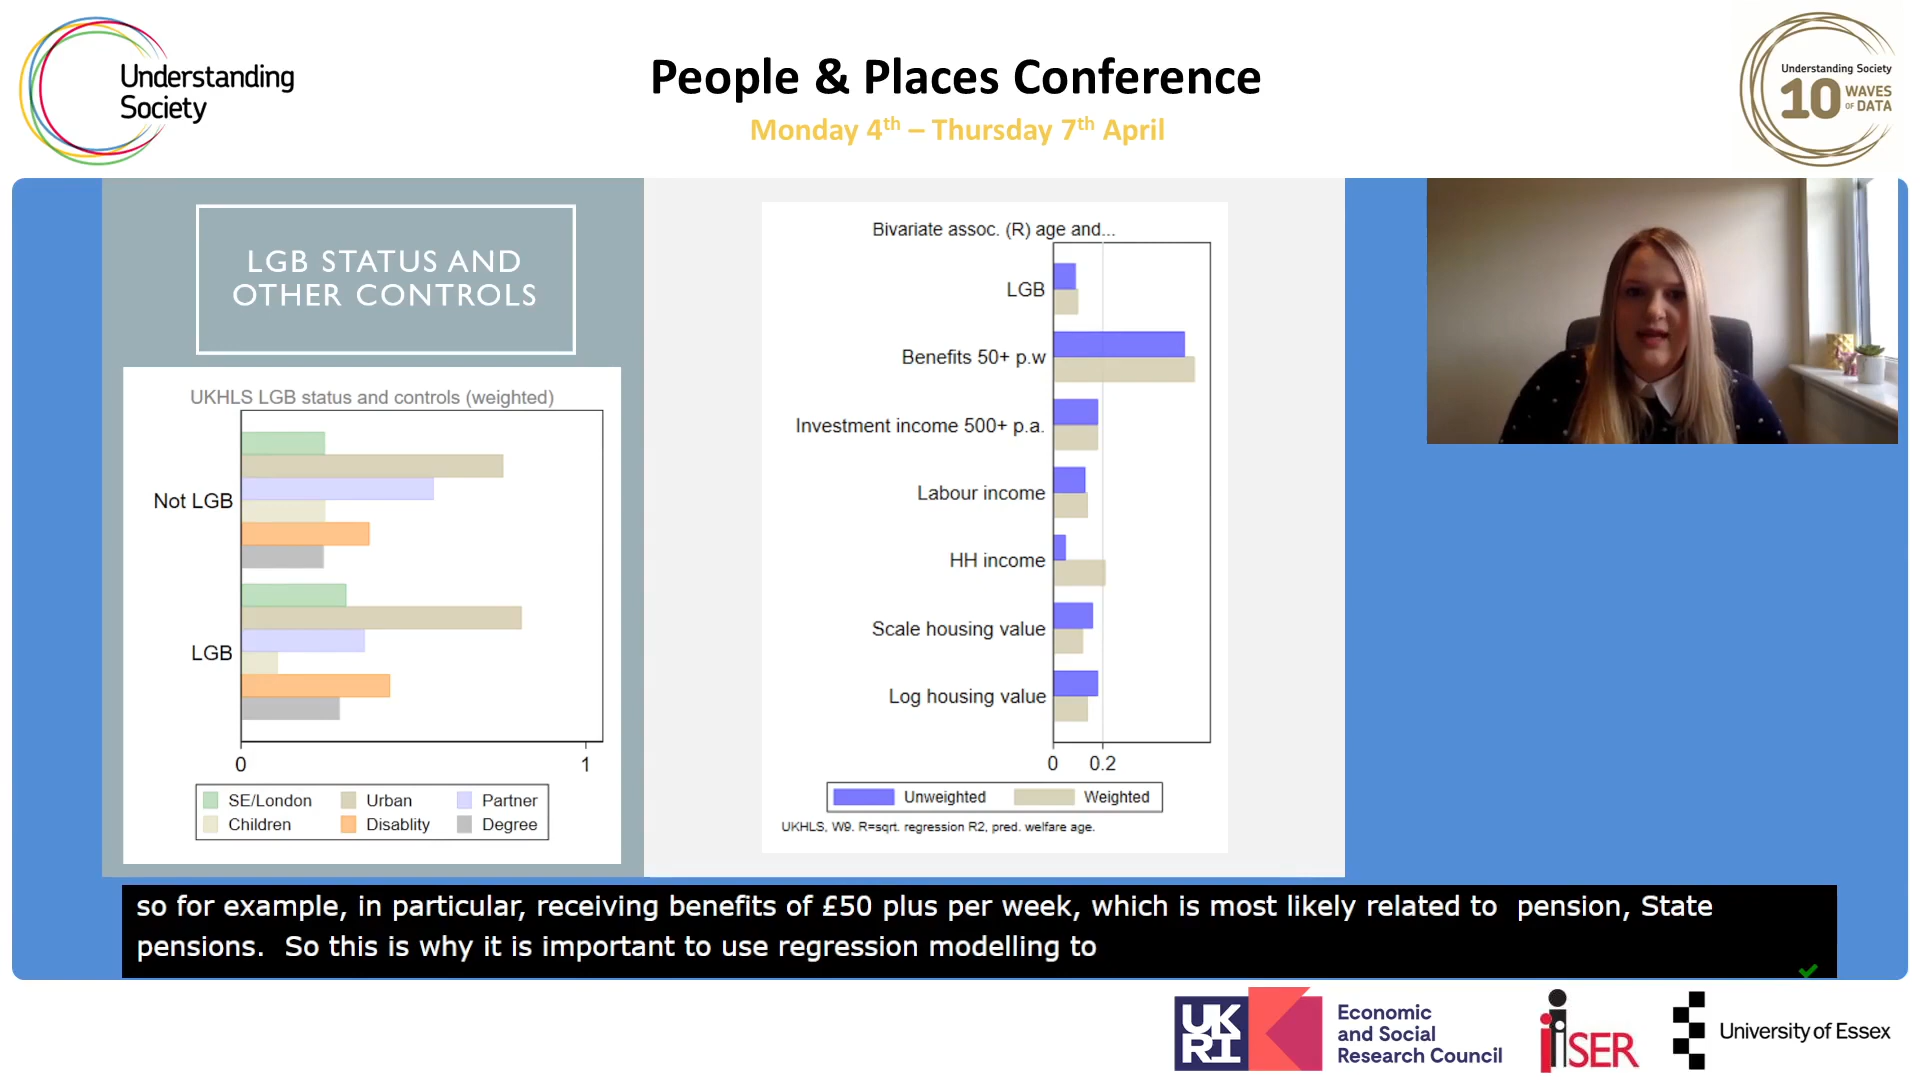 Understanding
Society
People & Places Conference
Monday 4th – Thursday 7th April
Understanding Society
10 WAVES
OF DATA
LGB STATUS AND
OTHER CONTROLS
UKHLS LGB status and controls (weighted)
Not LGB
LGB
0 1
SE/London Urban Partner
Children Disablity Degree
Bivariate assoc. (R) age and...
LGB
Benefits 50+ p.w
Investment income 500+ p.a.
Labour income
HH income
Scale housing value
Log housing value
0 0.2
Unweighted Weighted
UKHLS, W9. R=sqrt. regression R2, pred. welfare age.
so for example, in particular, receiving benefits of £50 plus per week, which is most likely related to pension, State
pensions. So this is why it is important to use regression modelling to
UK
RI
Economic
and Social
Research Council
iSER
University of Essex